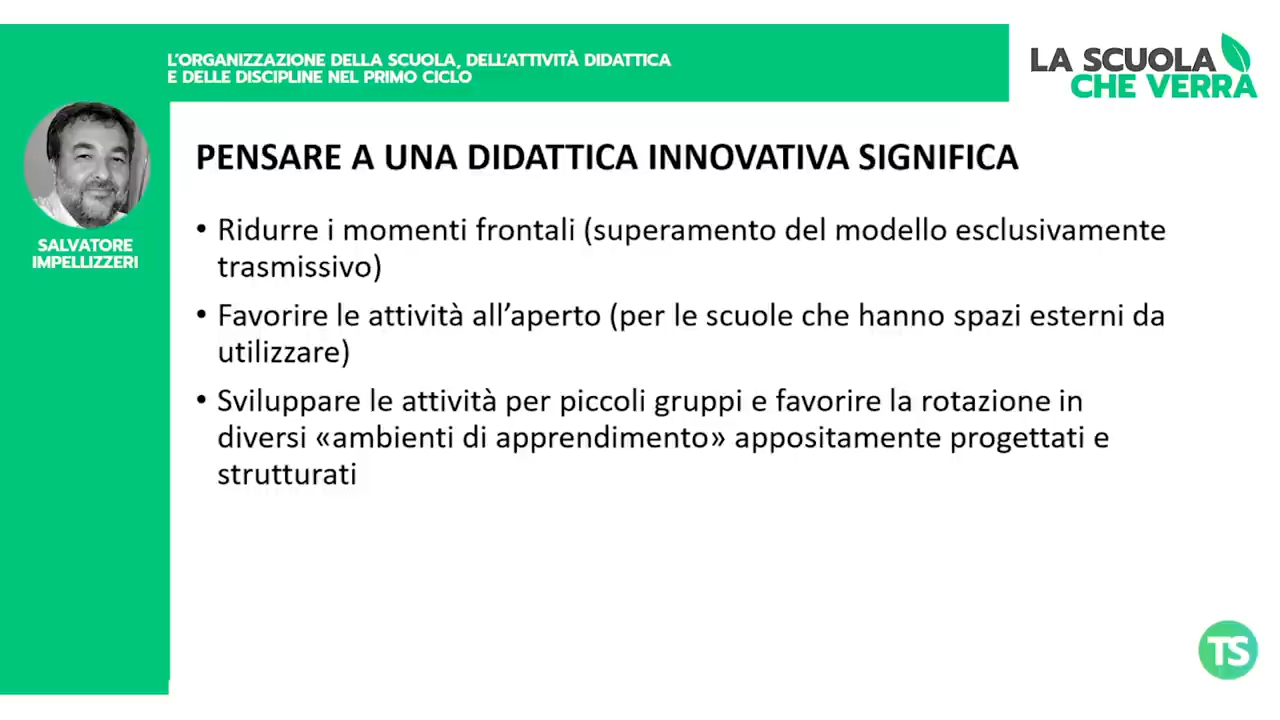 L'ORGANIZZAZIONE DELLA SCUOLA, DELL'ATTIVITÀ DIDATTICA
E DELLE DISCIPLINE NEL PRIMO CICLO
LA SCUOLA
CHE VERRÀ
SALVATORE
IMPELLIZZERI
PENSARE A UNA DIDATTICA INNOVATIVA SIGNIFICA
• Ridurre i momenti frontali (superamento del modello esclusivamente
trasmissivo)
• Favorire le attività all’aperto (per le scuole che hanno spazi esterni da
utilizzare)
• Sviluppare le attività per piccoli gruppi e favorire la rotazione in
diversi «ambienti di apprendimento» appositamente progettati e
strutturati
TS